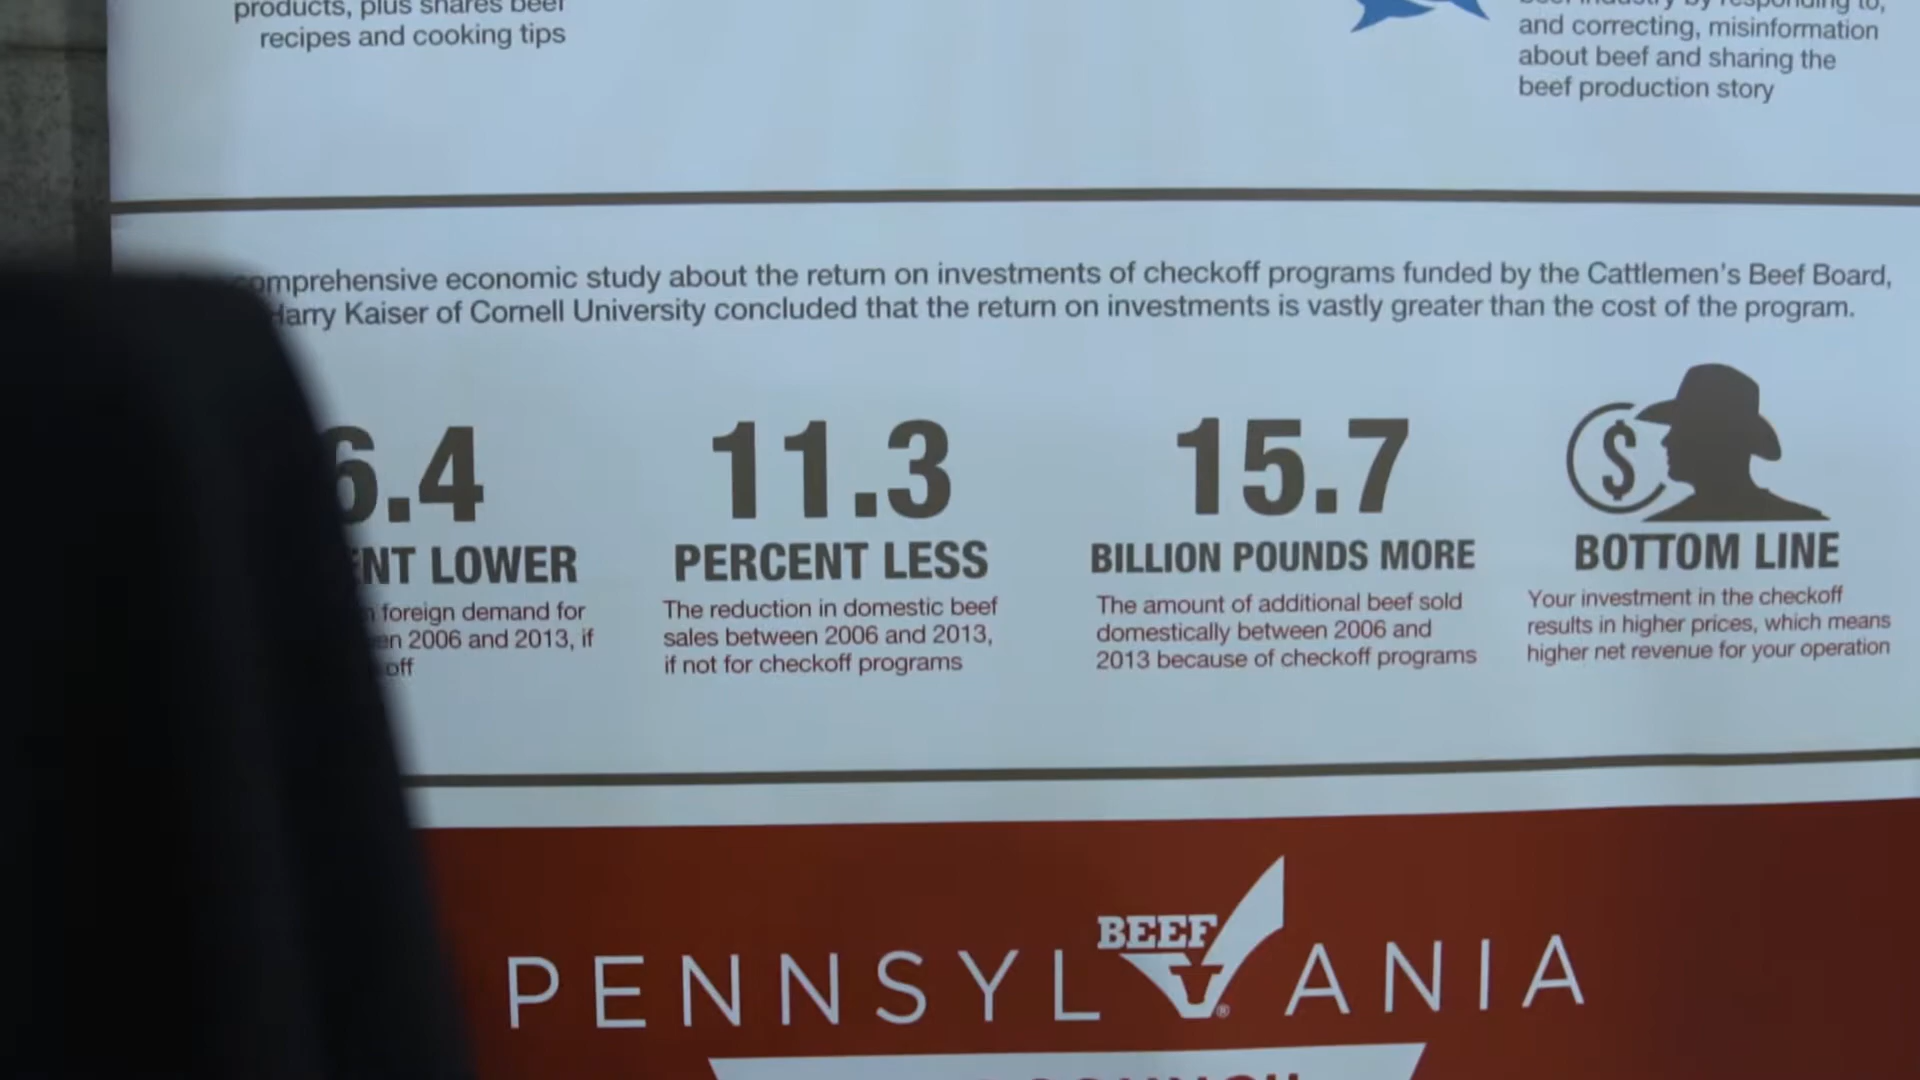 products, plus shares beef
recipes and cooking tips
and correcting, misinformation
about beef and sharing the
beef production story
comprehensive economic study about the return on investments of checkoff programs funded by the Cattlemen's Beef Board,
Harry Kaiser of Cornell University concluded that the return on investments is vastly greater than the cost of the program.
6.4
LOWER
foreign demand for
2006 and 2013, if
off
11.3
PERCENT LESS
The reduction in domestic beef
sales between 2006 and 2013,
if not for checkoff programs
15.7
BILLION POUNDS MORE
The amount of additional beef sold
domestically between 2006 and
2013 because of checkoff programs
$
BOTTOM LINE
Your investment in the checkoff
results in higher prices, which means
higher net revenue for your operation
BEEF
PENNSYLVANIA